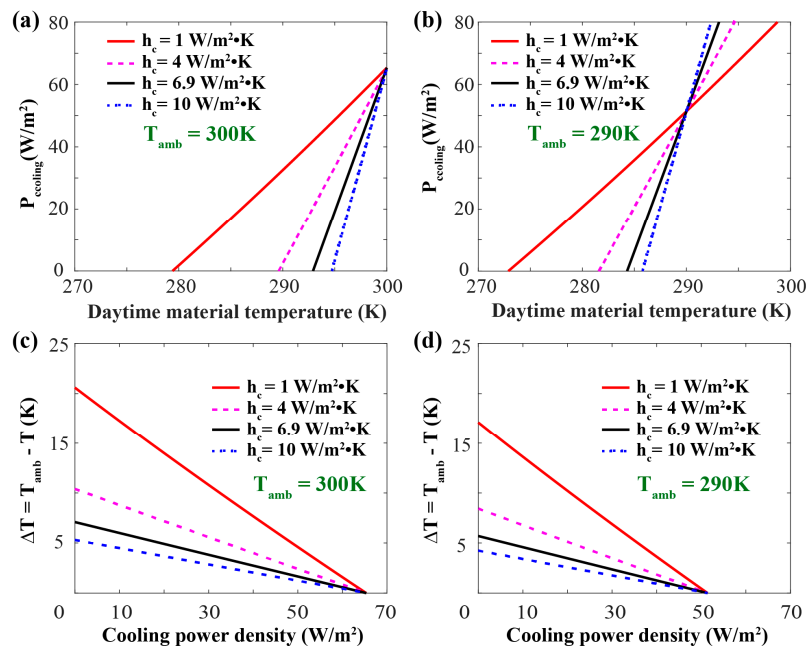 (a)
80
60
40
20
0
P_ccooling(W/m²)
h_c = 1 W/m²•K
h_c = 4 W/m²•K
h_c = 6.9 W/m²•K
h_c = 10 W/m²•K
T_amb = 300K
270 280 290 300
Daytime material temperature (K)
(b)
80
60
40
20
0
P_ccooling(W/m²)
h_c = 1 W/m²•K
h_c = 4 W/m²•K
h_c = 6.9 W/m²•K
h_c = 10 W/m²•K
T_amb = 290K
270 280 290 300
Daytime material temperature (K)
(c)
25
15
5
ΔT = T_amb - T (K)
h_c = 1 W/m²•K
h_c = 4 W/m²•K
h_c = 6.9 W/m²•K
h_c = 10 W/m²•K
T_amb = 300K
0 10 30 50 70
Cooling power density (W/m²)
(d)
25
15
5
ΔT = T_amb - T (K)
h_c = 1 W/m²•K
h_c = 4 W/m²•K
h_c = 6.9 W/m²•K
h_c = 10 W/m²•K
T_amb = 290K
0 10 30 50 70
Cooling power density (W/m²)